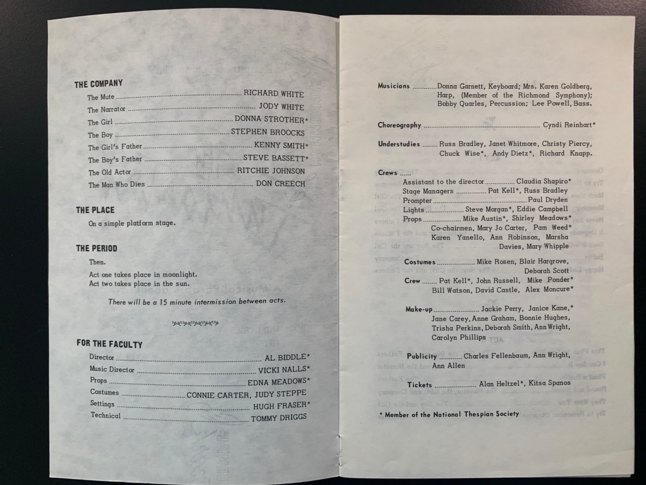 THE COMPANY
The Mute RICHARD WHITE
The Narrator JODY WHITE
The Girl DONNA STROTHER*
The Boy STEPHEN BROOCKS
The Girl's Father KENNY SMITH*
The Boy's Father STEVE BASSETT*
The Old Actor RITCHIE JOHNSON
The Man Who Dies DON CREECH
THE PLACE
On a simple platform stage.
THE PERIOD
Then.
Act one takes place in moonlight.
Act two takes place in the sun.
There will be a 15 minute intermission between acts.
FOR THE FACULTY
Director AL BIDDLE*
Music Director VICKI NALLS*
Props EDNA MEADOWS*
Costumes CONNIE CARTER, JUDY STEPPE
Settings HUGH FRASER*
Technical TOMMY DRIGGS
Musicians Donna Garnett, Keyboard; Mrs. Karen Goldberg,
Harp, (Member of the Richmond Symphony);
Bobby Quarles, Percussion; Lee Powell, Bass.
Choreography Cyndi Reinhart*
Understudies Russ Bradley, Janet Whitmore, Christy Piercy,
Chuck Wise*, Andy Dietz*, Richard Knapp.
Crews
Assistant to the director Claudia Shapiro*
Stage Managers Pat Kell*, Russ Bradley
Prompter Paul Dryden
Lights Steve Morgan*, Eddie Campbell
Props Mike Austin*, Shirley Meadows*
Co-chairmen, Mary Jo Carter, Pam Weed*
Karen Yanello, Ann Robinson, Marsha
Davies, Mary Whipple
Costumes Mike Rosen, Blair Hargrove,
Deborah Scott
Crew Pat Kell*, John Russell, Mike Ponder*
Bill Watson, David Castle, Alex Moncure*
Make-up Jackie Perry, Janice Kane,*
Jane Carey, Anne Graham, Bonnie Hughes,
Trisha Perkins, Deborah Smith, Ann Wright,
Carolyn Phillips
Publicity Charles Fellenbaum, Ann Wright,
Ann Allen
Tickets Alan Heltzel*, Kitsa Spanos
* Member of the National Thespian Society